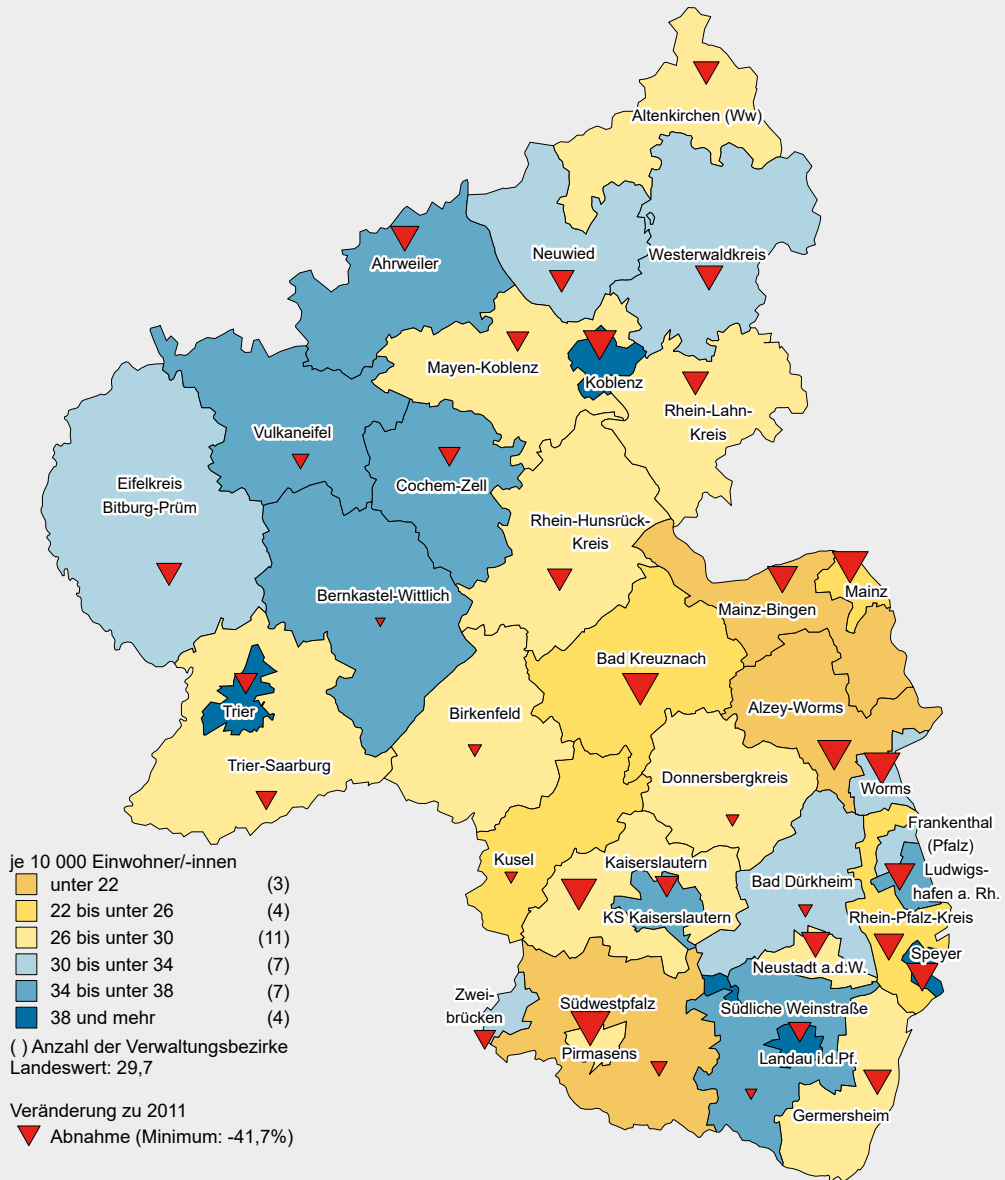 Altenkirchen (Ww)
Neuwied
Westerwaldkreis
Ahrweiler
Mayen-Koblenz
Koblenz
Rhein-Lahn-
Kreis
Vulkaneifel
Cochem-Zell
Eifelkreis
Bitburg-Prüm
Rhein-Hunsrück-
Kreis
Bernkastel-Wittlich
Mainz
Mainz-Bingen
Bad Kreuznach
Alzey-Worms
Trier
Birkenfeld
Trier-Saarburg
Donnersbergkreis
Worms
Frankenthal
(Pfalz)
Ludwigs-
hafen a. Rh.
Kusel
Kaiserslautern
Bad Dürkheim
KS Kaiserslautern
Rhein-Pfalz-Kreis
Speyer
Neustadt a.d.W.
Zwei-
brücken
Südwestpfalz
Südliche Weinstraße
Pirmasens
Landau i.d.Pf.
Germersheim
je 10 000 Einwohner/-innen
unter 22 (3)
22 bis unter 26 (4)
26 bis unter 30 (11)
30 bis unter 34 (7)
34 bis unter 38 (7)
38 und mehr (4)
( ) Anzahl der Verwaltungsbezirke
Landeswert: 29,7
Veränderung zu 2011
Abnahme (Minimum: -41,7%)